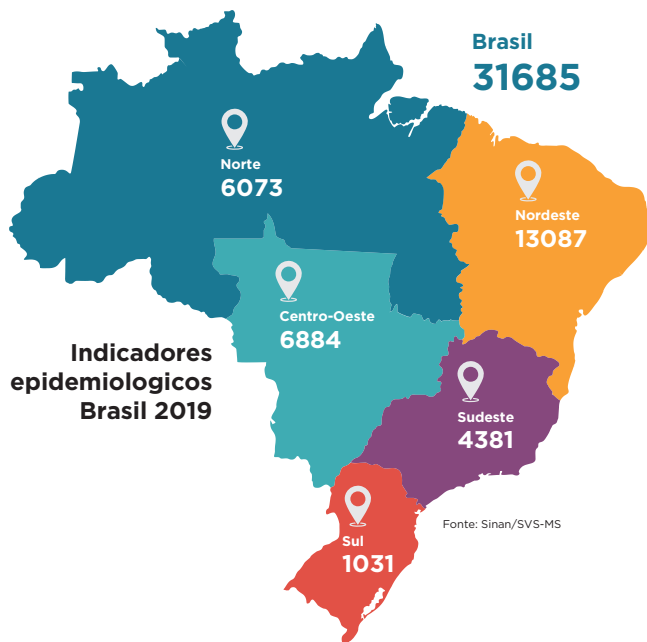 Brasil
31685
Norte
6073
Nordeste
13087
Centro-Oeste
6884
Indicadores
epidemiologicos
Brasil 2019
Sudeste
4381
Fonte: Sinan/SVS-MS
Sul
1031